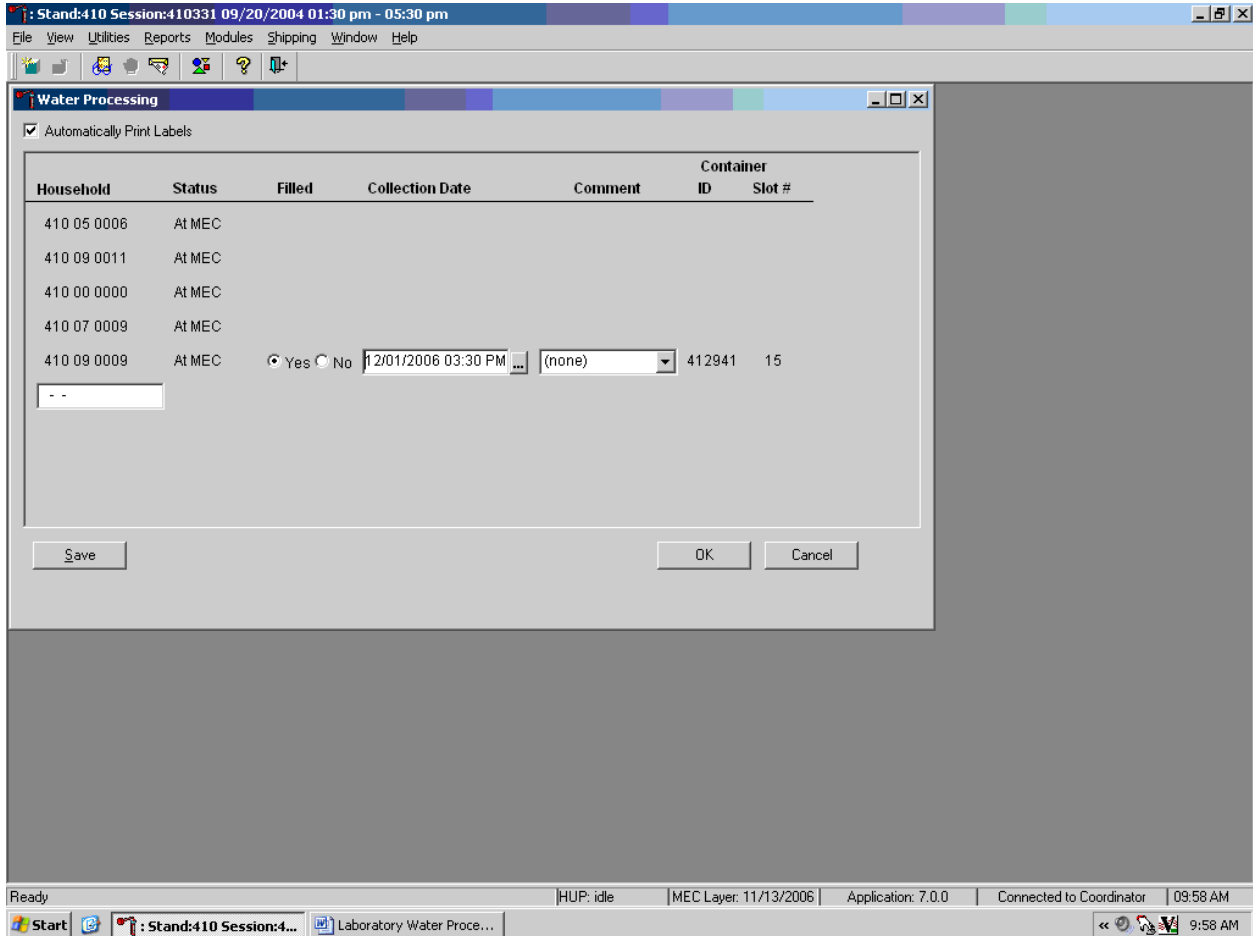 : Stand:410 Session:410331 09/20/2004 01:30 pm - 05:30 pm
File View Utilities Reports Modules Shipping Window Help
Water Processing
Automatically Print Labels
Container
Household Status Filled Collection Date Comment ID Slot #
410 05 0006 At MEC
410 09 0011 At MEC
410 00 0000 At MEC
410 07 0009 At MEC
410 09 0009 At MEC Yes No 12/01/2006 03:30 PM ... (none) 412941 15
- -
Save OK Cancel
Ready HUP: idle MEC Layer: 11/13/2006 Application: 7.0.0 Connected to Coordinator 09:58 AM
Start : Stand:410 Session:4... Laboratory Water Proce... « 9:58 AM